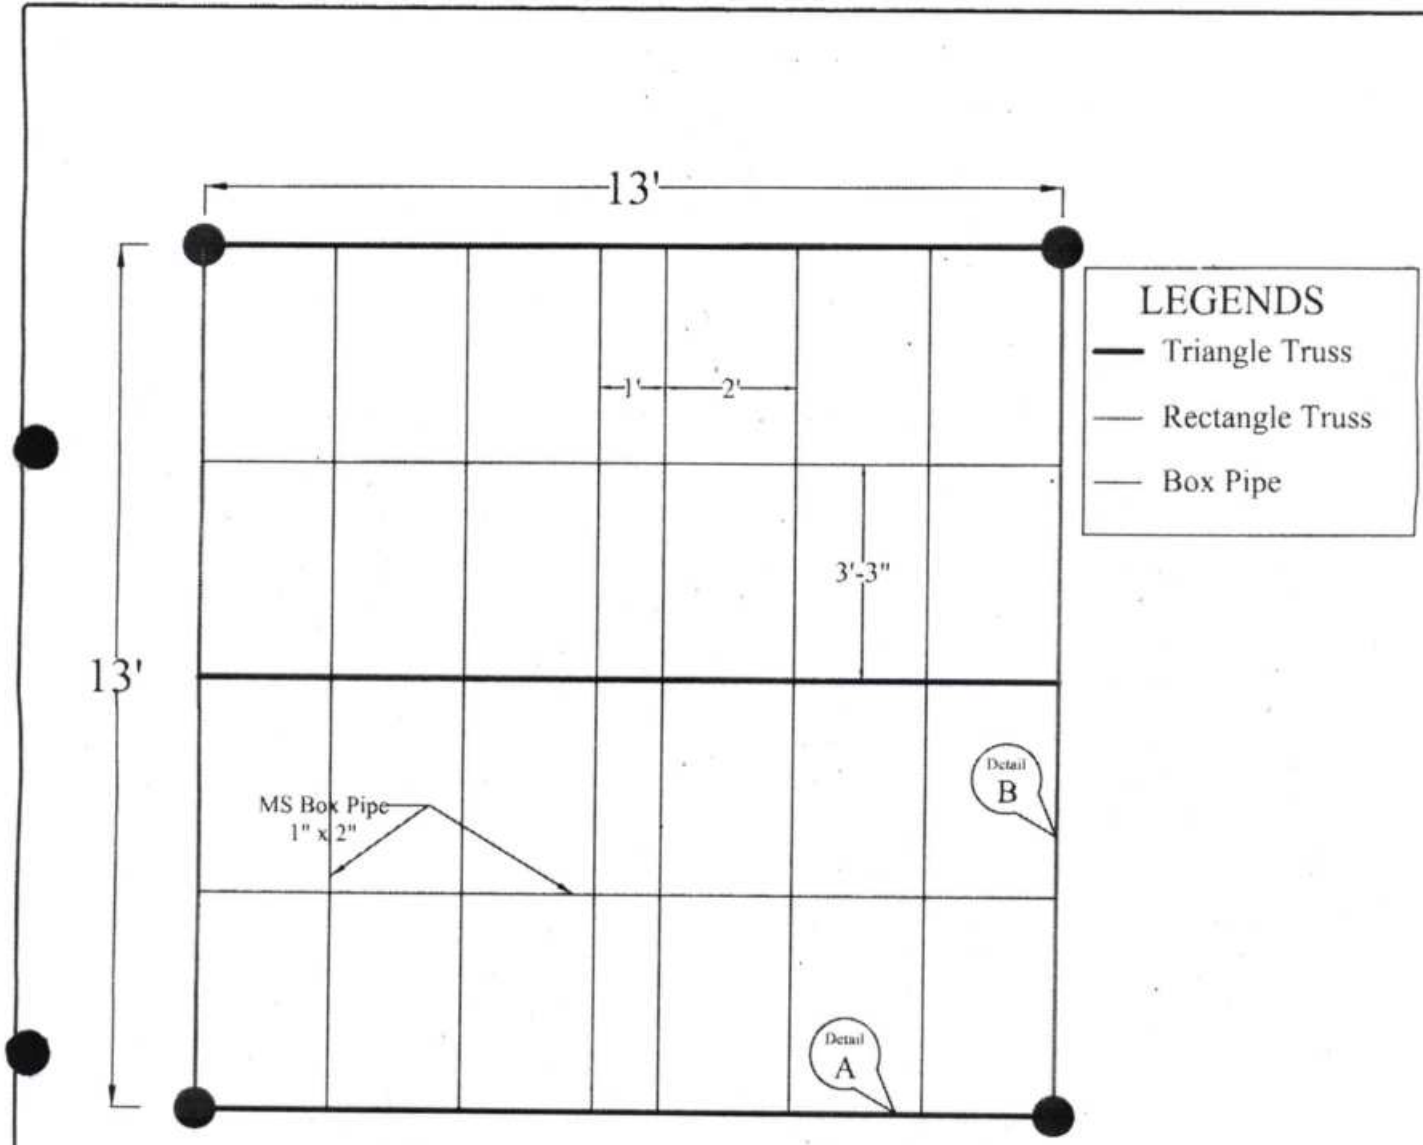 13'
LEGENDS
Triangle Truss
Rectangle Truss
Box Pipe
1'
2'
3'-3"
13'
Detail
B
MS Box Pipe
1" x 2"
Detail
A